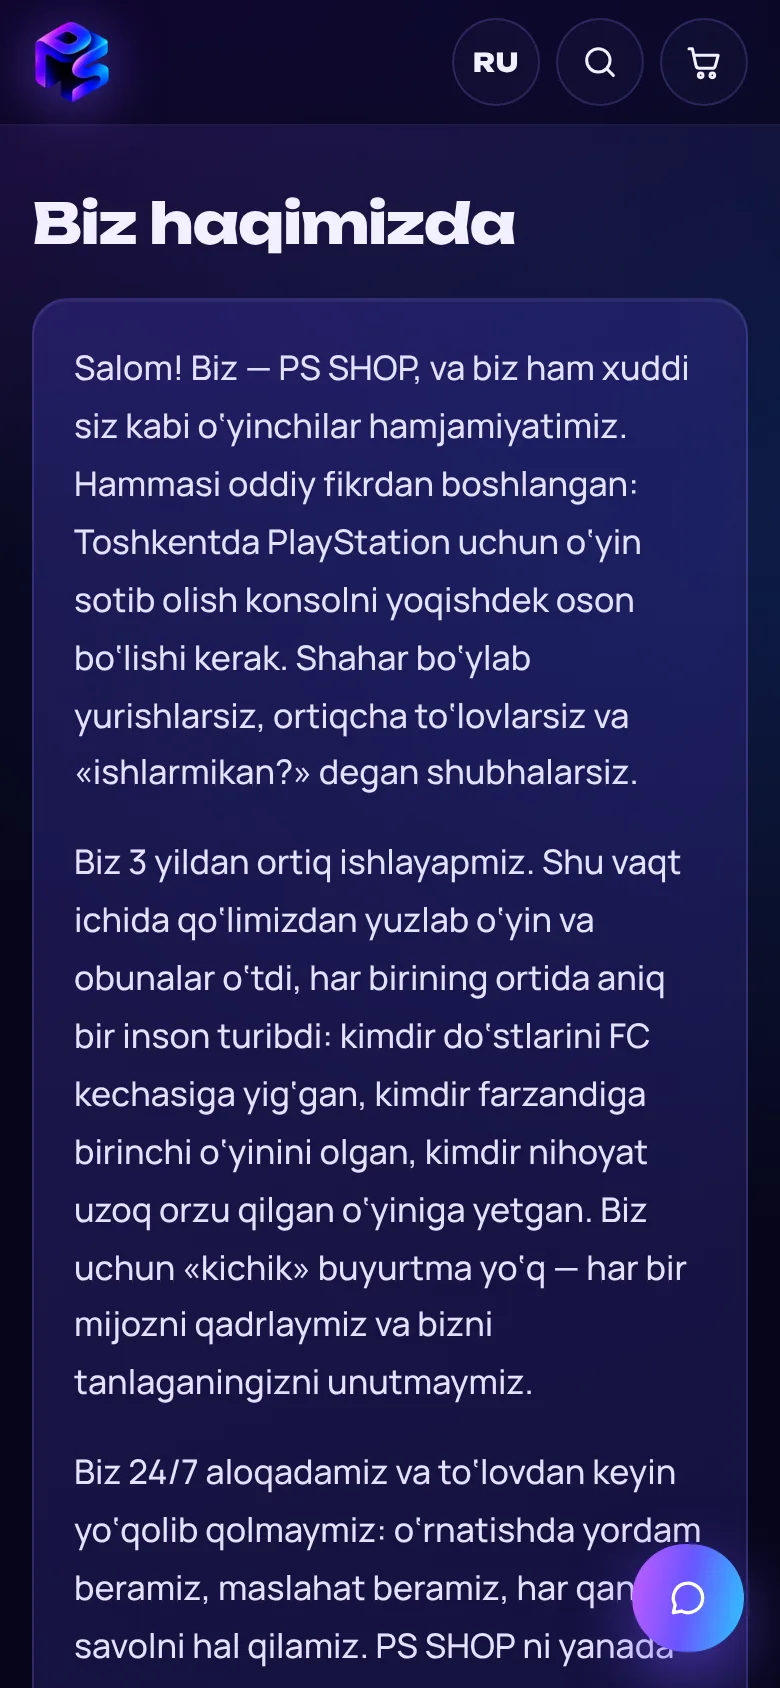 PS
RU
Biz haqimizda
Salom! Biz — PS SHOP, va biz ham xuddi
siz kabi oʻyinchilar hamjamiyatimiz.
Hammasi oddiy fikrdan boshlangan:
Toshkentda PlayStation uchun oʻyin
sotib olish konsolni yoqishdek oson
boʻlishi kerak. Shahar boʻylab
yurishlarsiz, ortiqcha toʻlovlarsiz va
«ishlarmikan?» degan shubhalarsiz.
Biz 3 yildan ortiq ishlayapmiz. Shu vaqt
ichida qoʻlimizdan yuzlab oʻyin va
obunalar oʻtdi, har birining ortida aniq
bir inson turibdi: kimdir doʻstlarini FC
kechasiga yigʻgan, kimdir farzandiga
birinchi oʻyinini olgan, kimdir nihoyat
uzoq orzu qilgan oʻyiniga yetgan. Biz
uchun «kichik» buyurtma yoʻq — har bir
mijozni qadrlaymiz va bizni
tanlaganingizni unutmaymiz.
Biz 24/7 aloqadamiz va toʻlovdan keyin
yoʻqolib qolmaymiz: oʻrnatishda yordam
beramiz, maslahat beramiz, har qan
savolni hal qilamiz. PS SHOP ni yanada